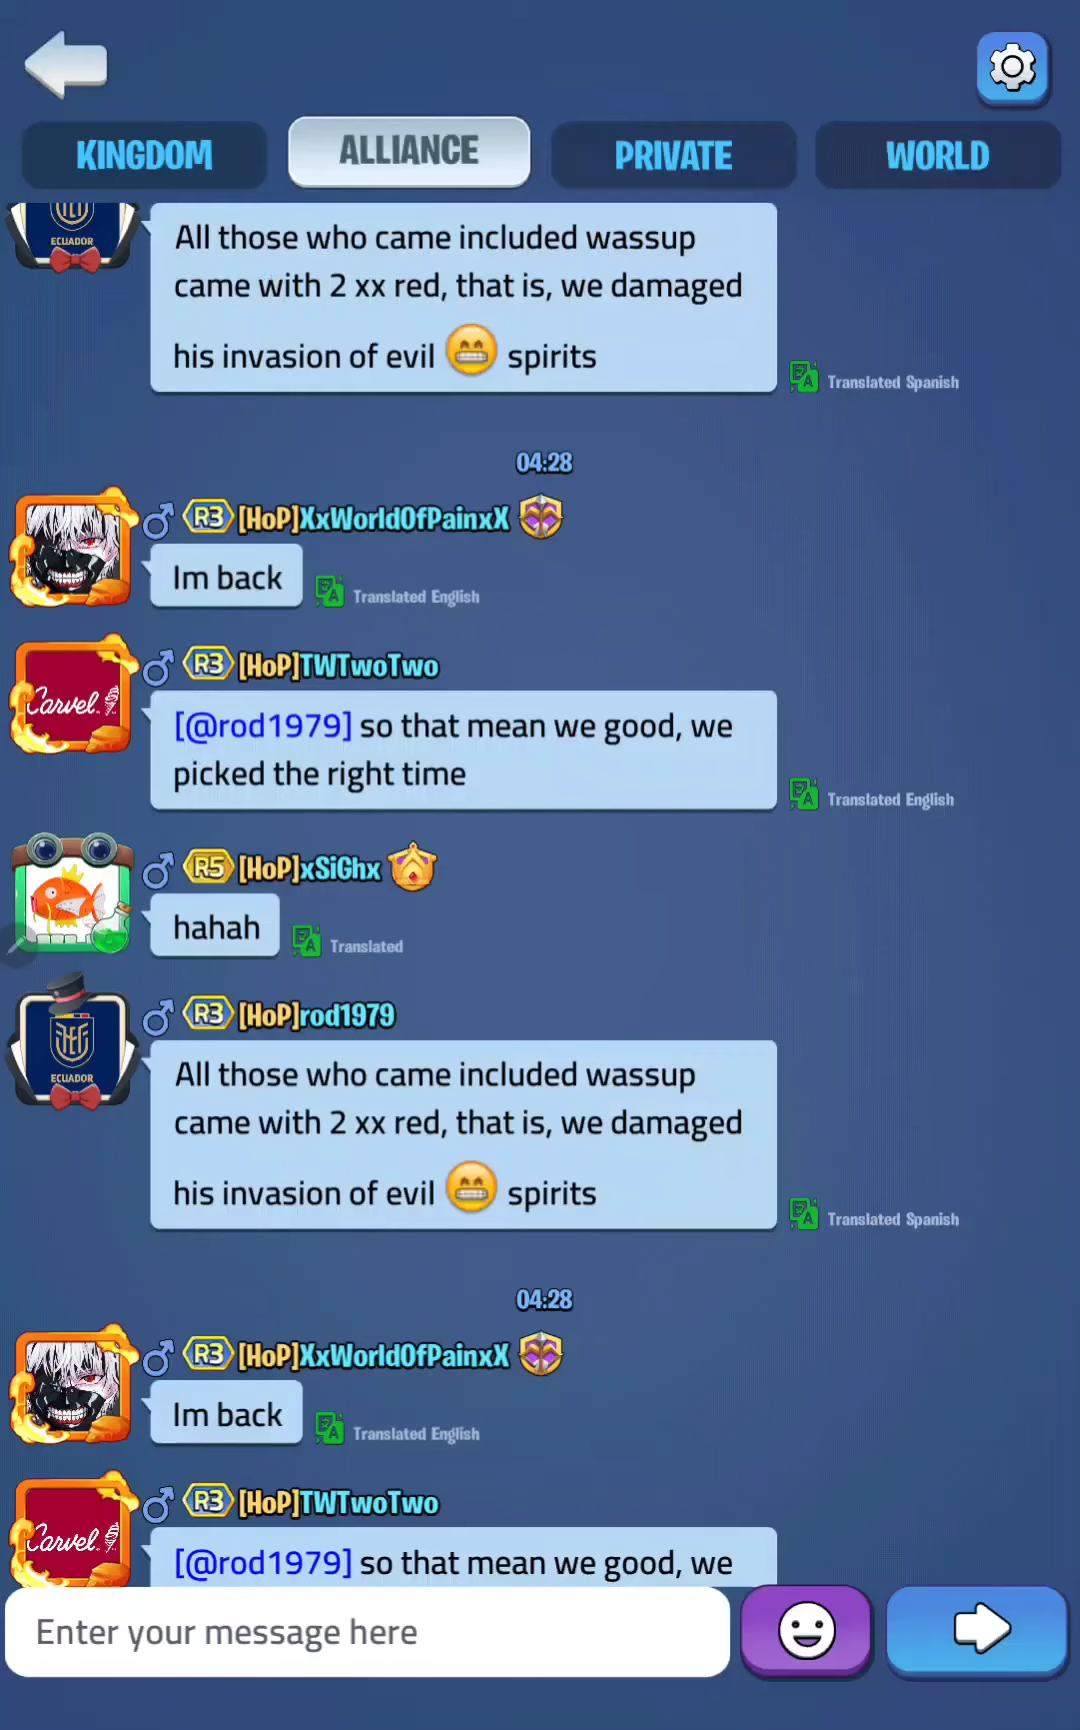 KINGDOM
ALLIANCE
PRIVATE
WORLD
ECUADOR
All those who came included wassup
came with 2 xx red, that is, we damaged
his invasion of evil 😁 spirits
Translated Spanish
04:28
R3 [HoP]XxWorldOfPainxX
Im back
Translated English
R3 [HoP]TWTwoTwo
Carvel
[@rod1979] so that mean we good, we
picked the right time
Translated English
R5 [HoP]xSiGhx
hahah
Translated
R3 [HoP]rod1979
ECUADOR
All those who came included wassup
came with 2 xx red, that is, we damaged
his invasion of evil 😁 spirits
Translated Spanish
04:28
R3 [HoP]XxWorldOfPainxX
Im back
Translated English
R3 [HoP]TWTwoTwo
Carvel
[@rod1979] so that mean we good, we
Enter your message here